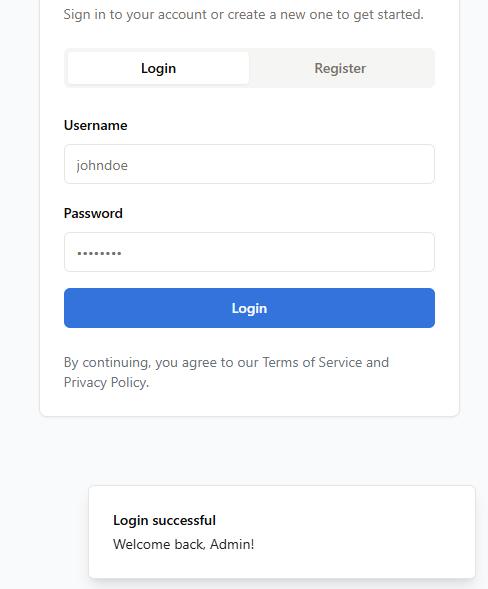 Sign in to your account or create a new one to get started.
Login Register
Username
johndoe
Password
••••••••
Login
By continuing, you agree to our Terms of Service and
Privacy Policy.
Login successful
Welcome back, Admin!